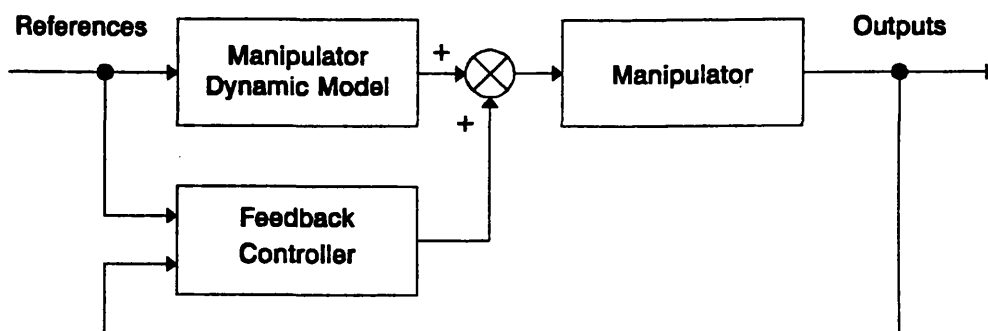 References
Outputs
Manipulator
Dynamic Model
+
Manipulator
+
Feedback
Controller